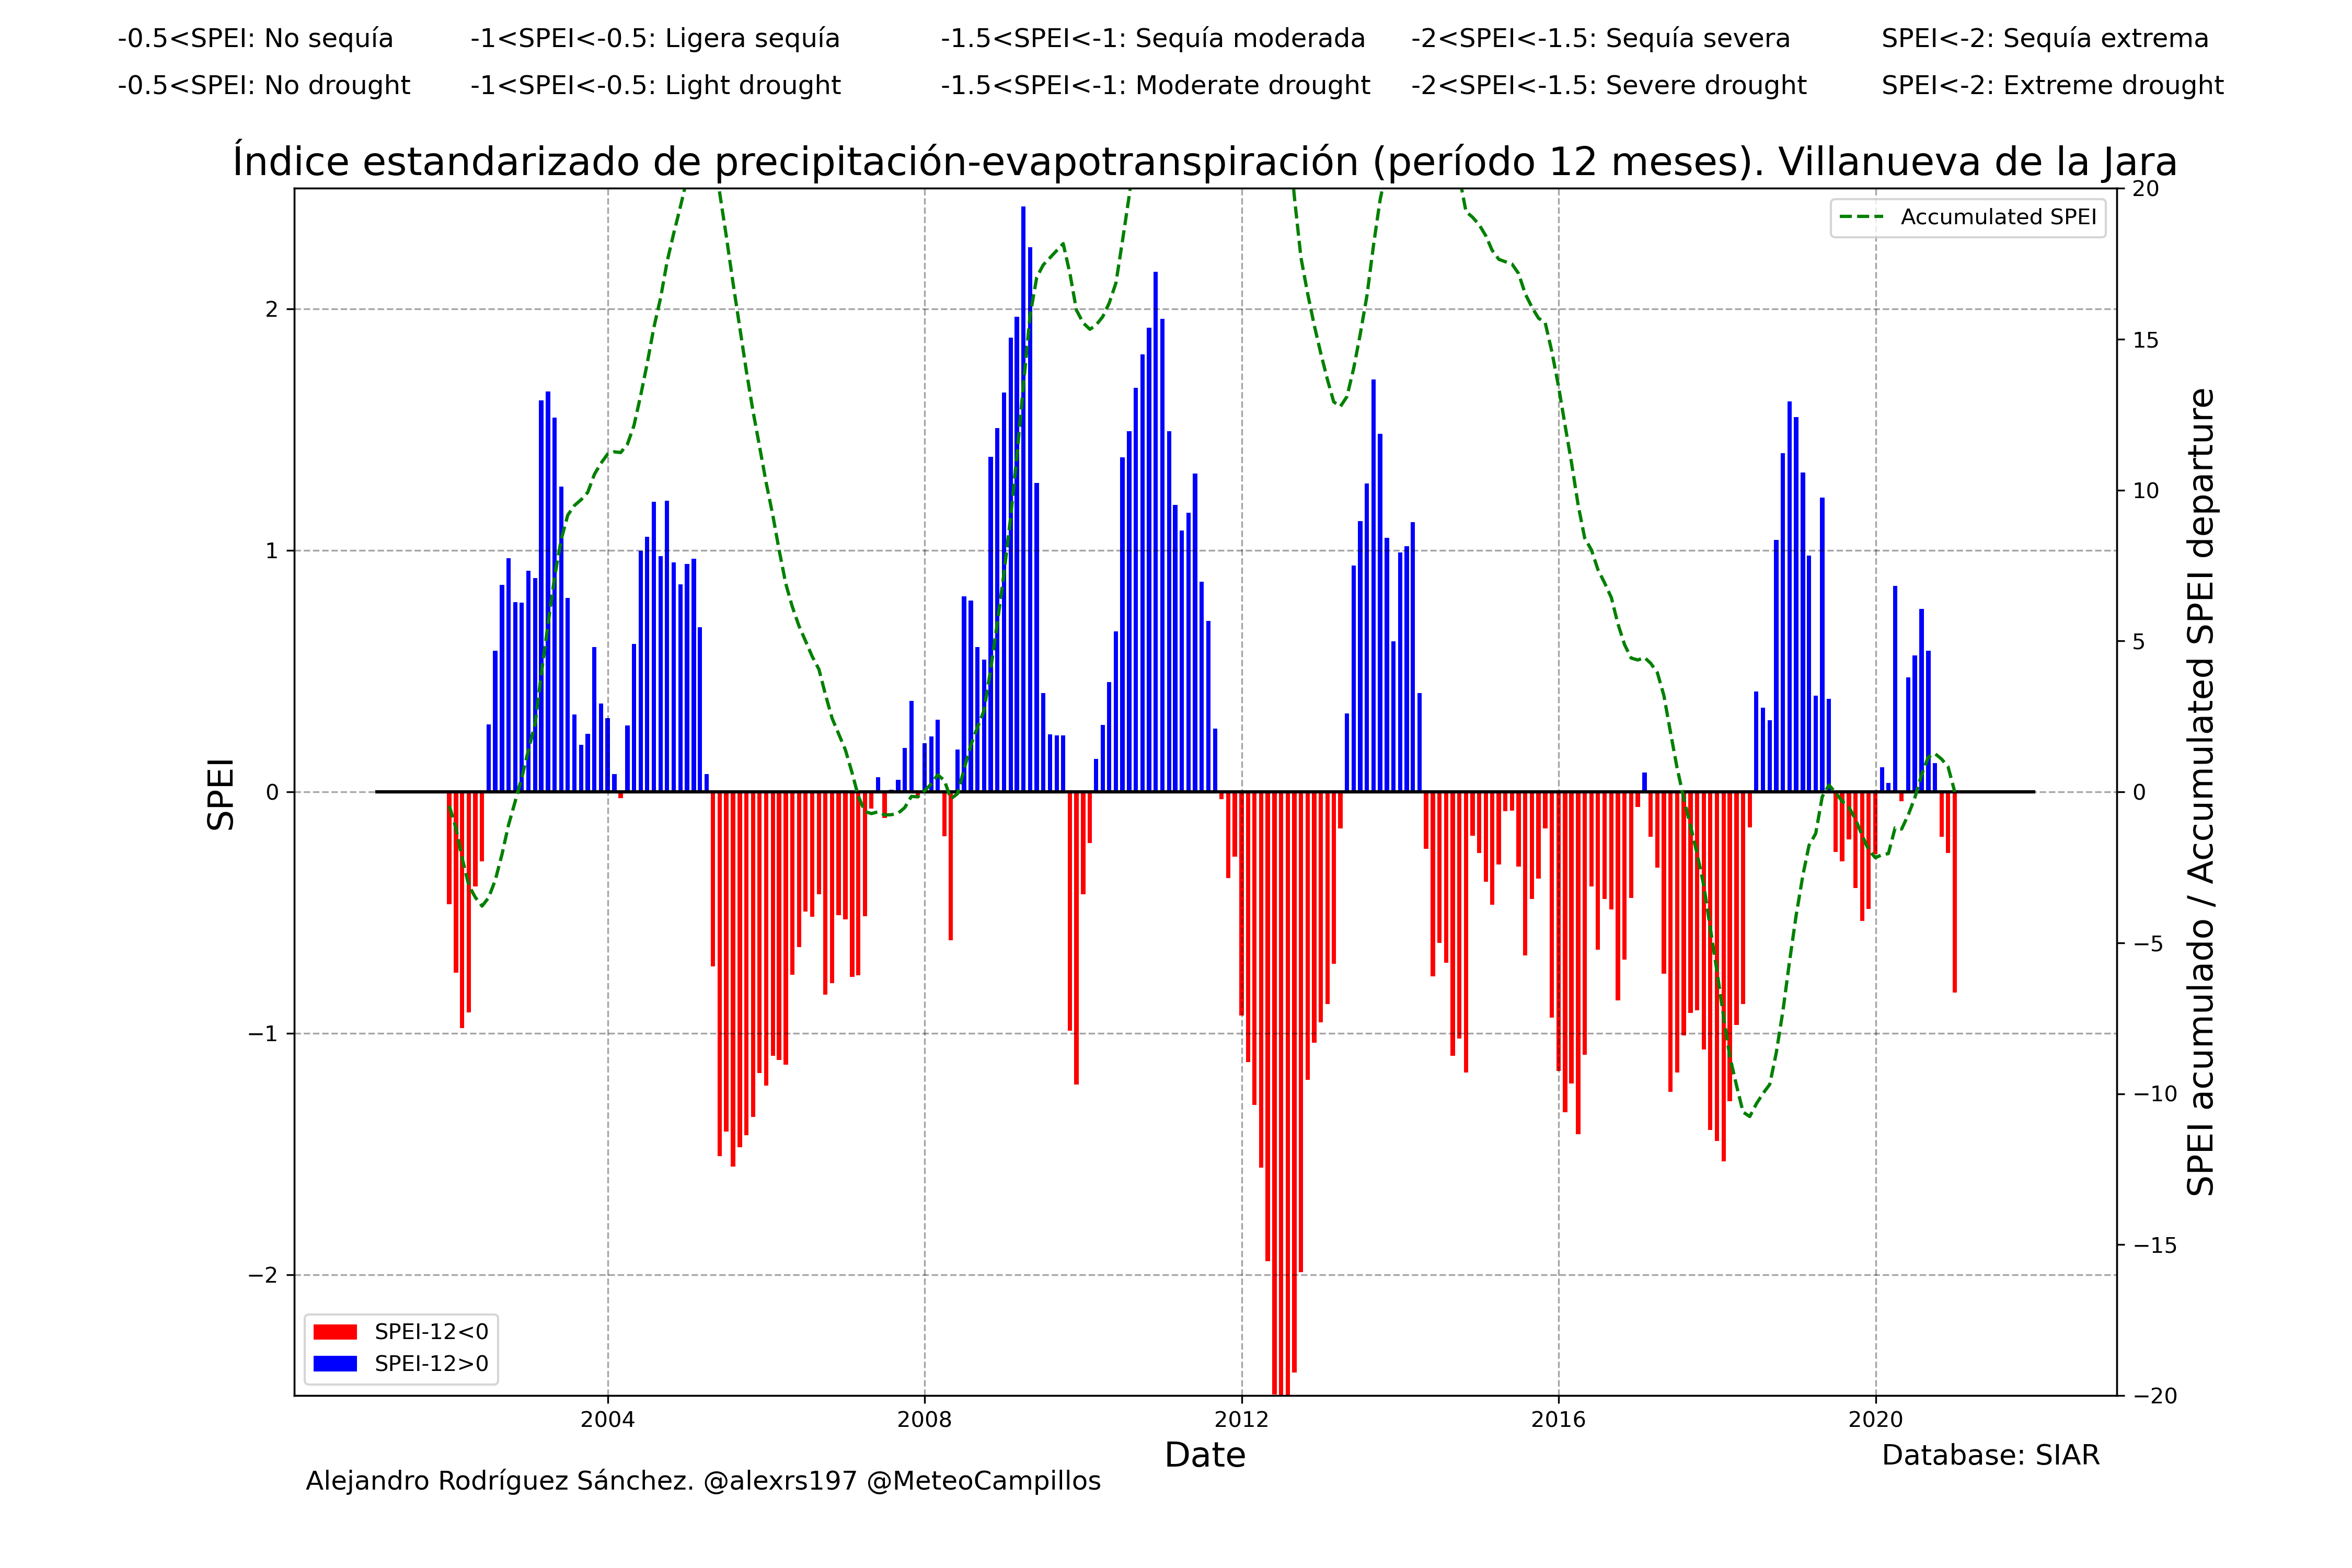 -0.5<SPEI: No sequía -1<SPEI<-0.5: Ligera sequía -1.5<SPEI<-1: Sequía moderada -2<SPEI<-1.5: Sequía severa SPEI<-2: Sequía extrema
-0.5<SPEI: No drought -1<SPEI<-0.5: Light drought -1.5<SPEI<-1: Moderate drought -2<SPEI<-1.5: Severe drought SPEI<-2: Extreme drought
Índice estandarizado de precipitación-evapotranspiración (período 12 meses). Villanueva de la Jara
Accumulated SPEI
SPEI
2
1
0
−1
−2
20
15
10
5
0
−5
−10
−15
−20
SPEI acumulado / Accumulated SPEI departure
SPEI-12<0
SPEI-12>0
2004 2008 2012 2016 2020
Date
Database: SIAR
Alejandro Rodríguez Sánchez. @alexrs197 @MeteoCampillos